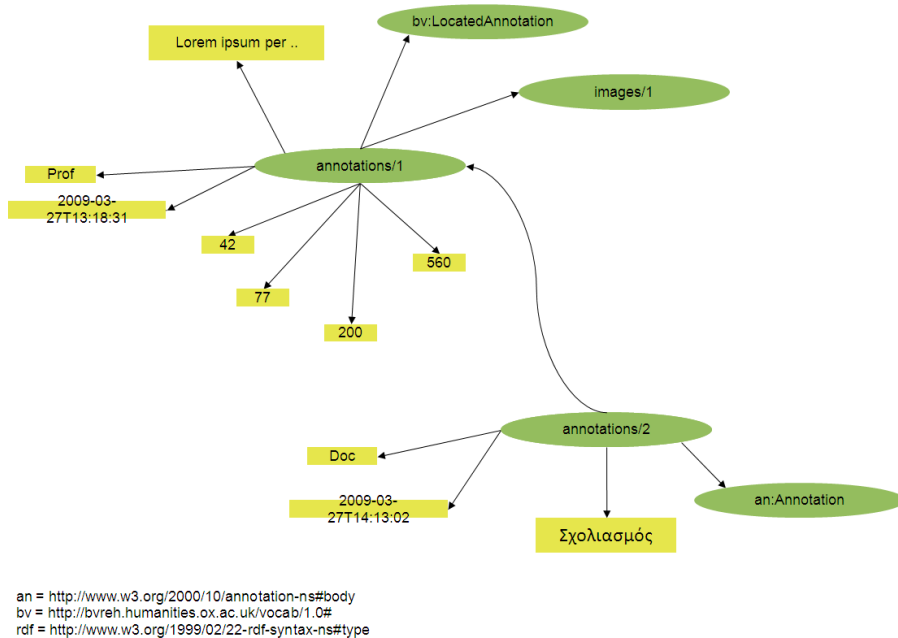 bv:LocatedAnnotation
Lorem ipsum per ..
images/1
annotations/1
Prof
2009-03-
27T13:18:31
42
560
77
200
annotations/2
Doc
2009-03-
27T14:13:02
an:Annotation
Σχολιασμός
an = http://www.w3.org/2000/10/annotation-ns#body
bv = http://bvreh.humanities.ox.ac.uk/vocab/1.0#
rdf = http://www.w3.org/1999/02/22-rdf-syntax-ns#type